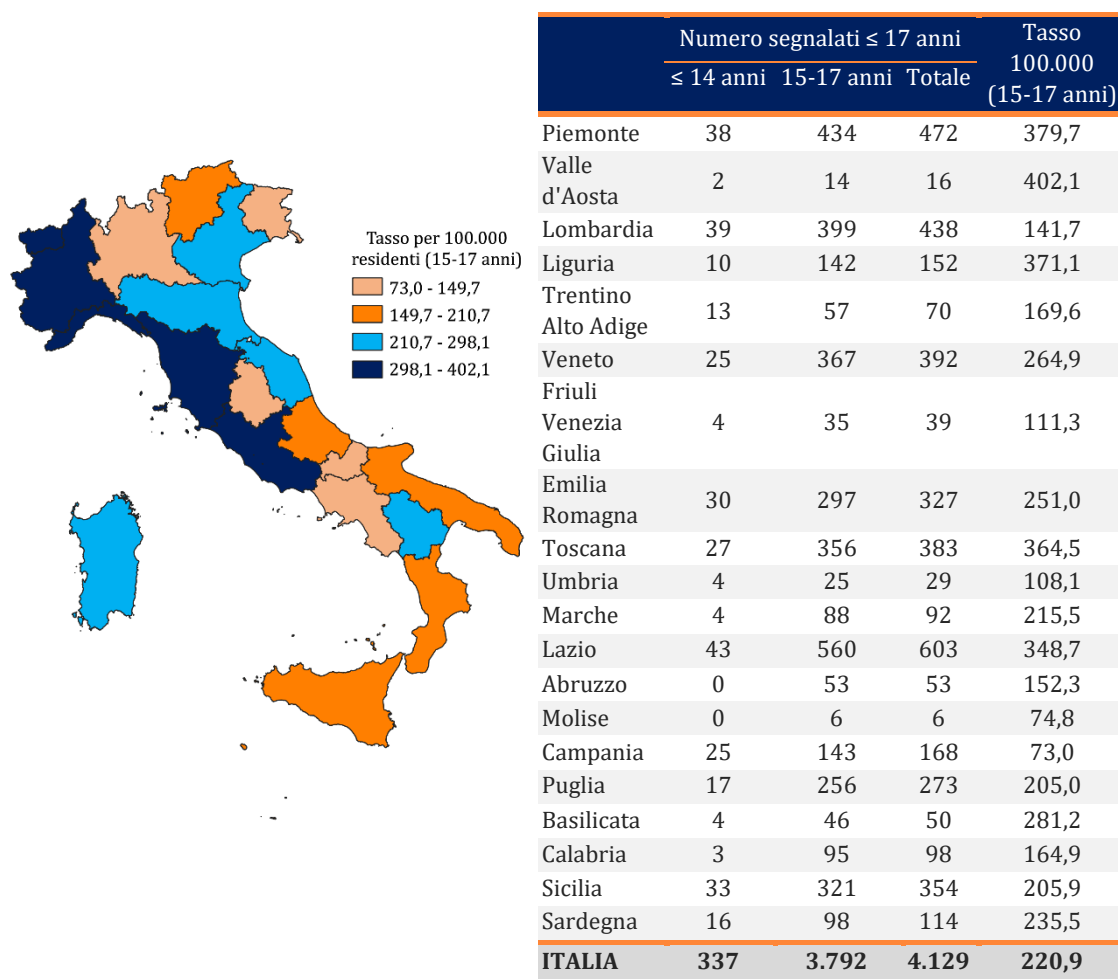 Tasso per 100.000
residenti (15-17 anni)
73,0 - 149,7
149,7 - 210,7
210,7 - 298,1
298,1 - 402,1
Numero segnalati ≤ 17 anni
Tasso
100.000
(15-17 anni)
≤ 14 anni 15-17 anni Totale
Piemonte 38 434 472 379,7
Valle
d'Aosta 2 14 16 402,1
Lombardia 39 399 438 141,7
Liguria 10 142 152 371,1
Trentino
Alto Adige 13 57 70 169,6
Veneto 25 367 392 264,9
Friuli
Venezia 4 35 39 111,3
Giulia
Emilia
Romagna 30 297 327 251,0
Toscana 27 356 383 364,5
Umbria 4 25 29 108,1
Marche 4 88 92 215,5
Lazio 43 560 603 348,7
Abruzzo 0 53 53 152,3
Molise 0 6 6 74,8
Campania 25 143 168 73,0
Puglia 17 256 273 205,0
Basilicata 4 46 50 281,2
Calabria 3 95 98 164,9
Sicilia 33 321 354 205,9
Sardegna 16 98 114 235,5
ITALIA 337 3.792 4.129 220,9